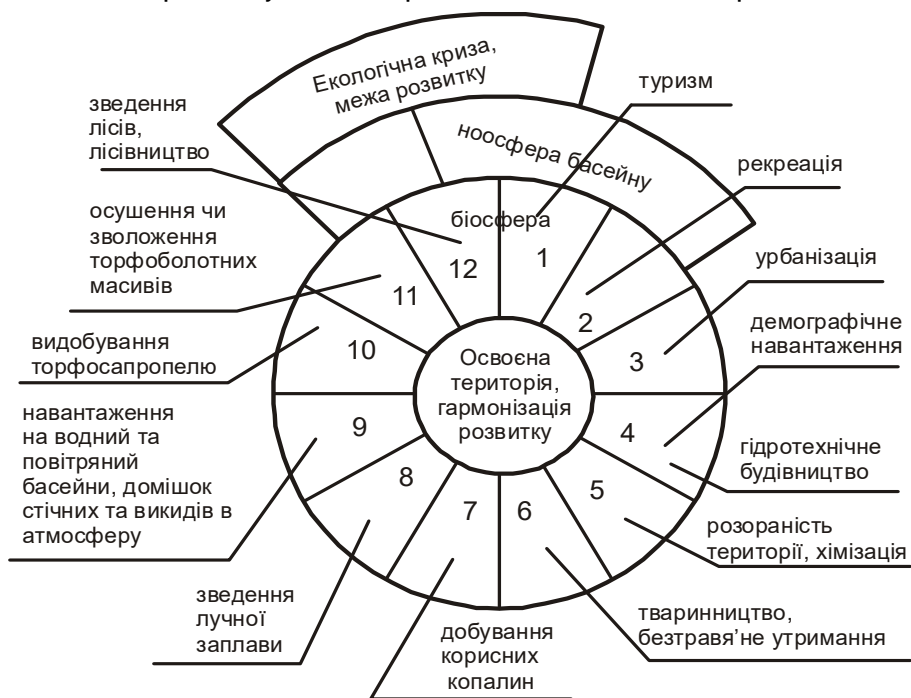 Екологічна криза,
межа розвитку
ноосфера басейну
туризм
зведення
лісів,
лісівництво
рекреація
біосфера
осушення чи
зволоження
торфоболотних
масивів
урбанізація
12
1
11
2
10
3
видобування
торфосапропелю
демографічне
навантаження
Освоєна
територія,
гармонізація
розвитку
навантаження
на водний та
повітряний
басейни, домішок
стічних та викидів в
атмосферу
9
4
8
5
7
6
гідротехнічне
будівництво
розораність
території, хімізація
зведення
лучної
заплави
добування
корисних
копалин
тваринництво,
безтравя'не утримання